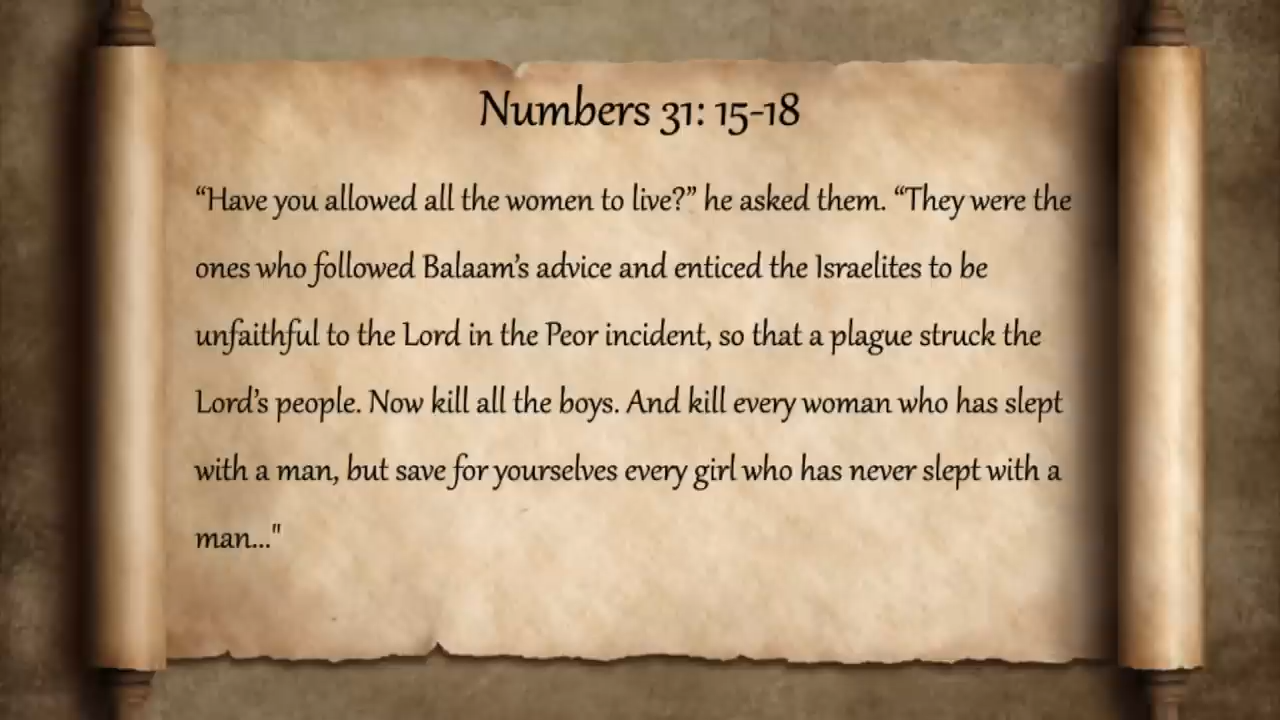 Numbers 31: 15-18
“Have you allowed all the women to live?” he asked them. “They were the
ones who followed Balaam’s advice and enticed the Israelites to be
unfaithful to the Lord in the Peor incident, so that a plague struck the
Lord’s people. Now kill all the boys. And kill every woman who has slept
with a man, but save for yourselves every girl who has never slept with a
man..."